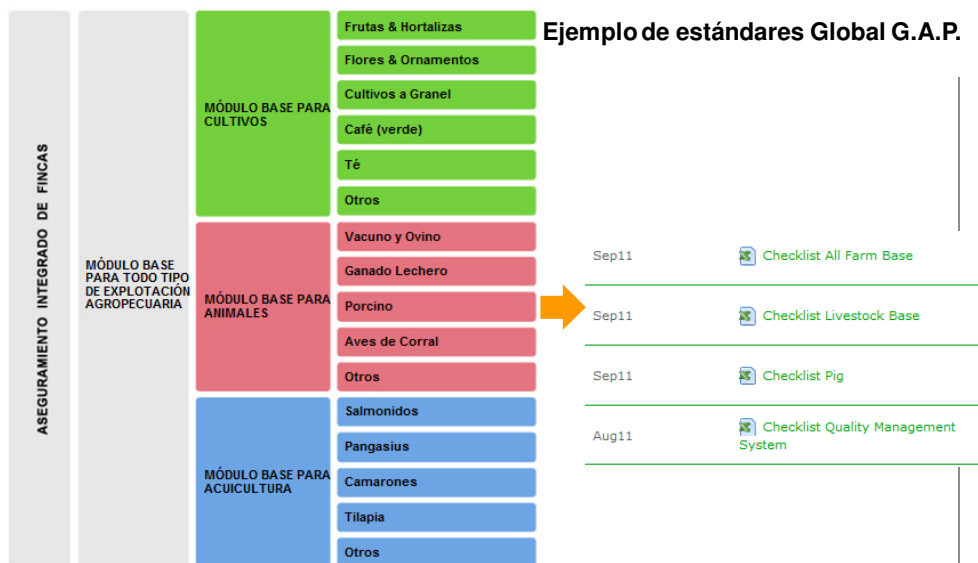 Ejemplo de estándares Global G.A.P.
ASEGURAMIENTO INTEGRADO DE FINCAS
MÓDULO BASE
PARA TODO TIPO
DE EXPLOTACIÓN
AGROPECUARIA
MÓDULO BASE PARA
CULTIVOS
Frutas & Hortalizas
Flores & Ornamentos
Cultivos a Granel
Café (verde)
Té
Otros
MÓDULO BASE PARA
ANIMALES
Vacuno y Ovino
Ganado Lechero
Porcino
Aves de Corral
Otros
MÓDULO BASE PARA
ACUICULTURA
Salmonidos
Pangasius
Camarones
Tilapia
Otros
Sep11 Checklist All Farm Base
Sep11 Checklist Livestock Base
Sep11 Checklist Pig
Aug11 Checklist Quality Management
System